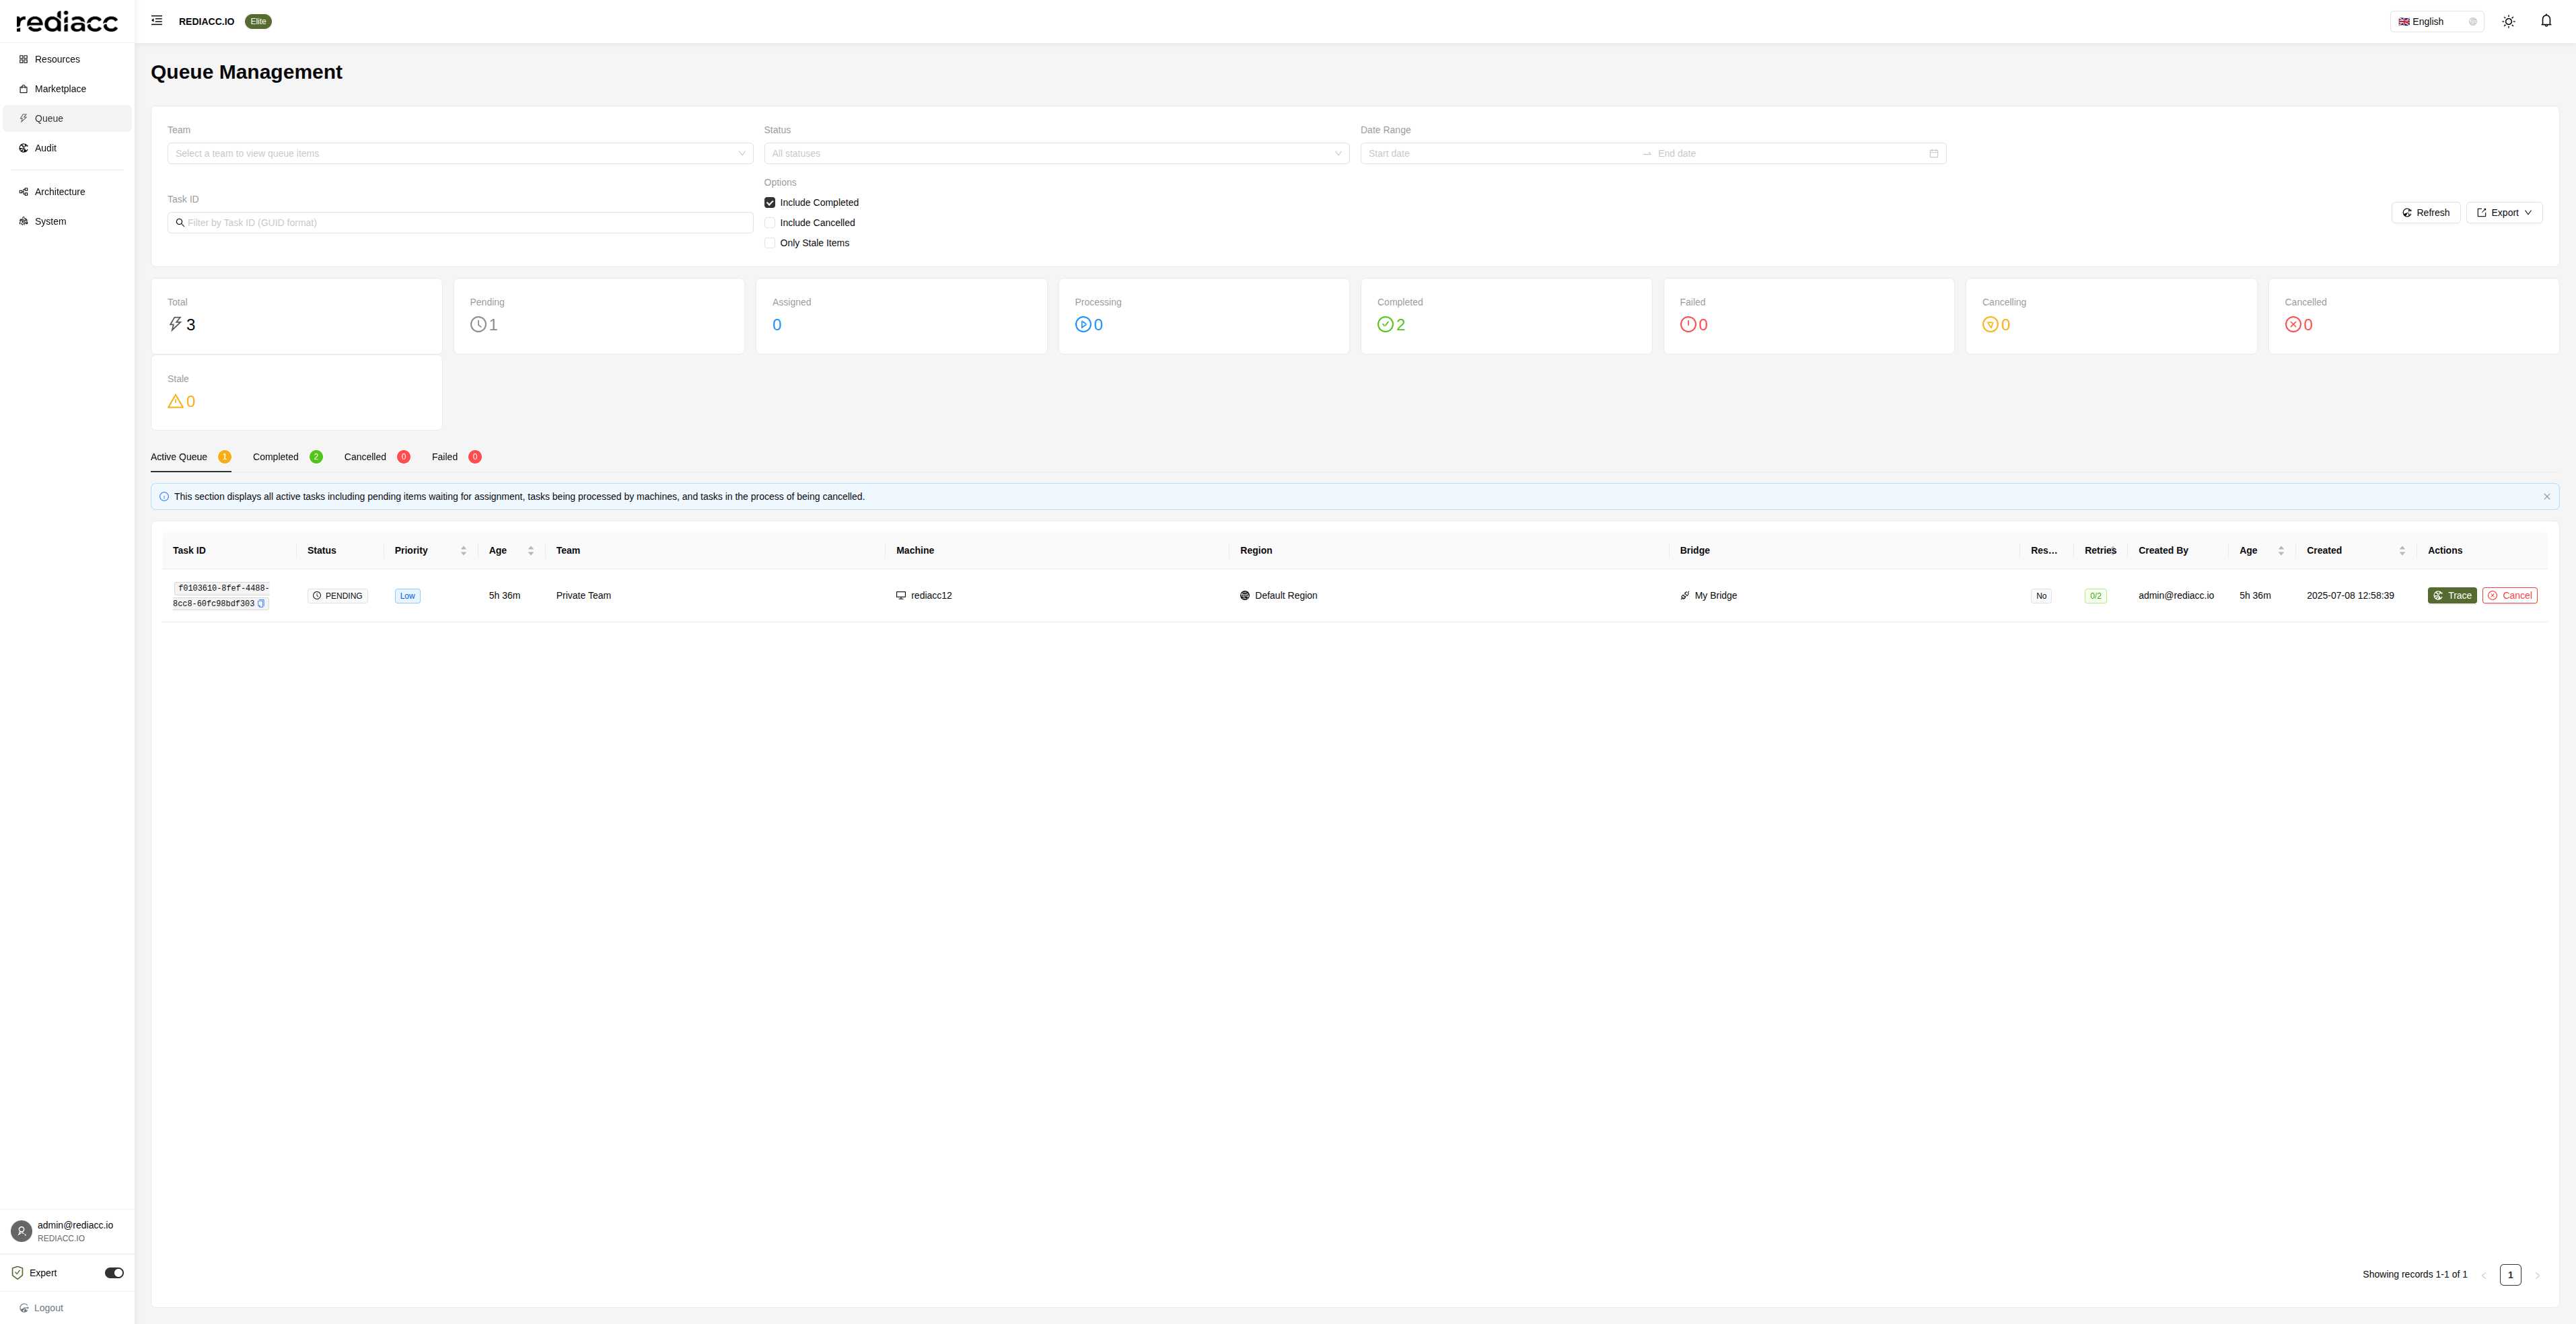 rediacc
REDIACC.IO Elite
English
Resources
Marketplace
Queue
Audit
Architecture
System
Queue Management
Team
Select a team to view queue items
Status
All statuses
Date Range
Start date End date
Task ID
Filter by Task ID (GUID format)
Options
Include Completed
Include Cancelled
Only Stale Items
Refresh
Export
Total
3
Pending
1
Assigned
0
Processing
0
Completed
2
Failed
0
Cancelling
0
Cancelled
0
Stale
0
Active Queue 1 Completed 2 Cancelled 0 Failed 0
This section displays all active tasks including pending items waiting for assignment, tasks being processed by machines, and tasks in the process of being cancelled.
Task ID Status Priority Age Team Machine Region Bridge Res... Retries Created By Age Created Actions
f0103610-8fef-4488-
8cc8-60fc98bdf303
PENDING Low 5h 36m Private Team rediacc12 Default Region My Bridge No 0/2 admin@rediacc.io 5h 36m 2025-07-08 12:58:39 Trace Cancel
Showing records 1-1 of 1 1
admin@rediacc.io
REDIACC.IO
Expert
Logout